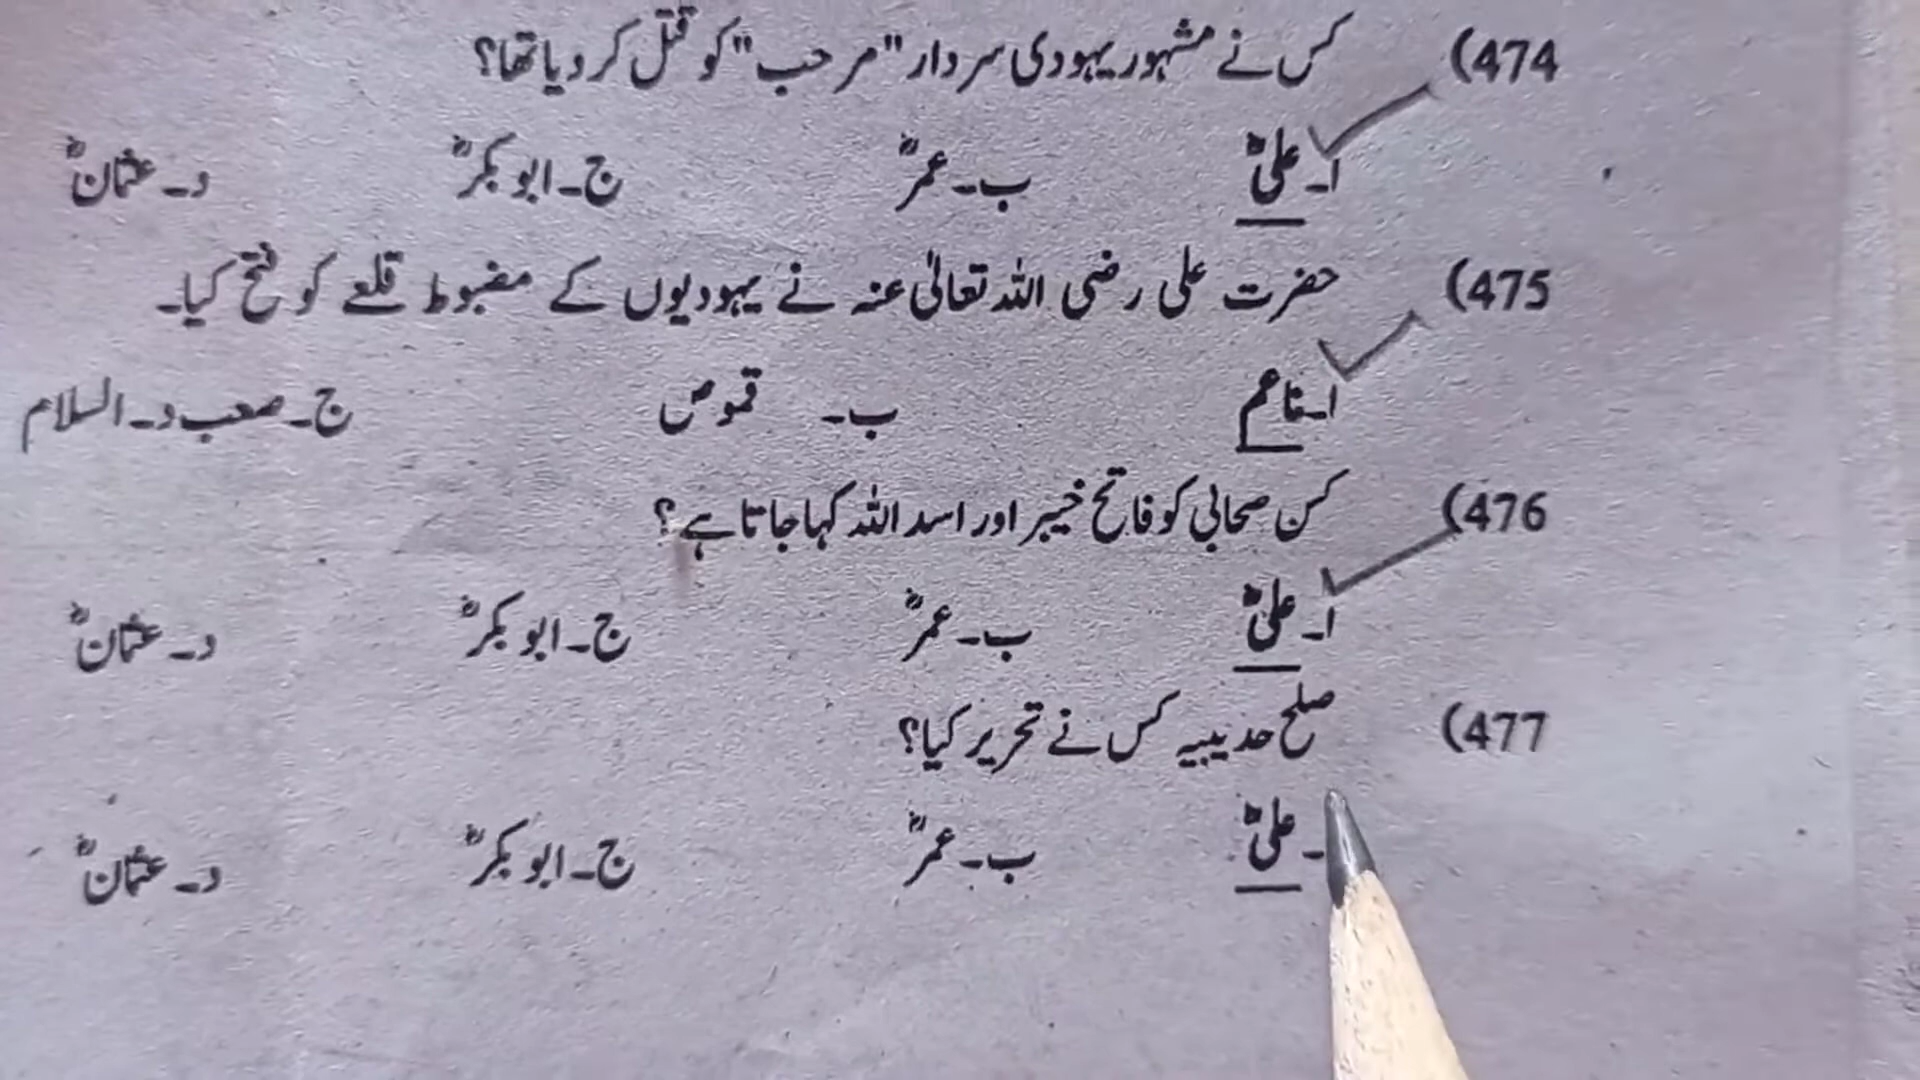 474) کس نے مشہور یہودی سردار "مرحب" کو قتل کر دیا تھا؟
ا۔ علیؓ ب۔ عمرؓ ج۔ ابو بکرؓ د۔ عثمانؓ
475) حضرت علی رضی اللہ تعالیٰ عنہ نے یہودیوں کے مضبوط قلعے کو فتح کیا۔
ا۔ ناعم ب۔ قموص ج۔ صعب د۔ السلام
476) کس صحابی کو فاتح خیبر اور اسد اللہ کہا جاتا ہے؟
ا۔ علیؓ ب۔ عمرؓ ج۔ ابو بکرؓ د۔ عثمانؓ
477) صلح حدیبیہ کس نے تحریر کیا؟
۔ علیؓ ب۔ عمرؓ ج۔ ابو بکرؓ د۔ عثمانؓ